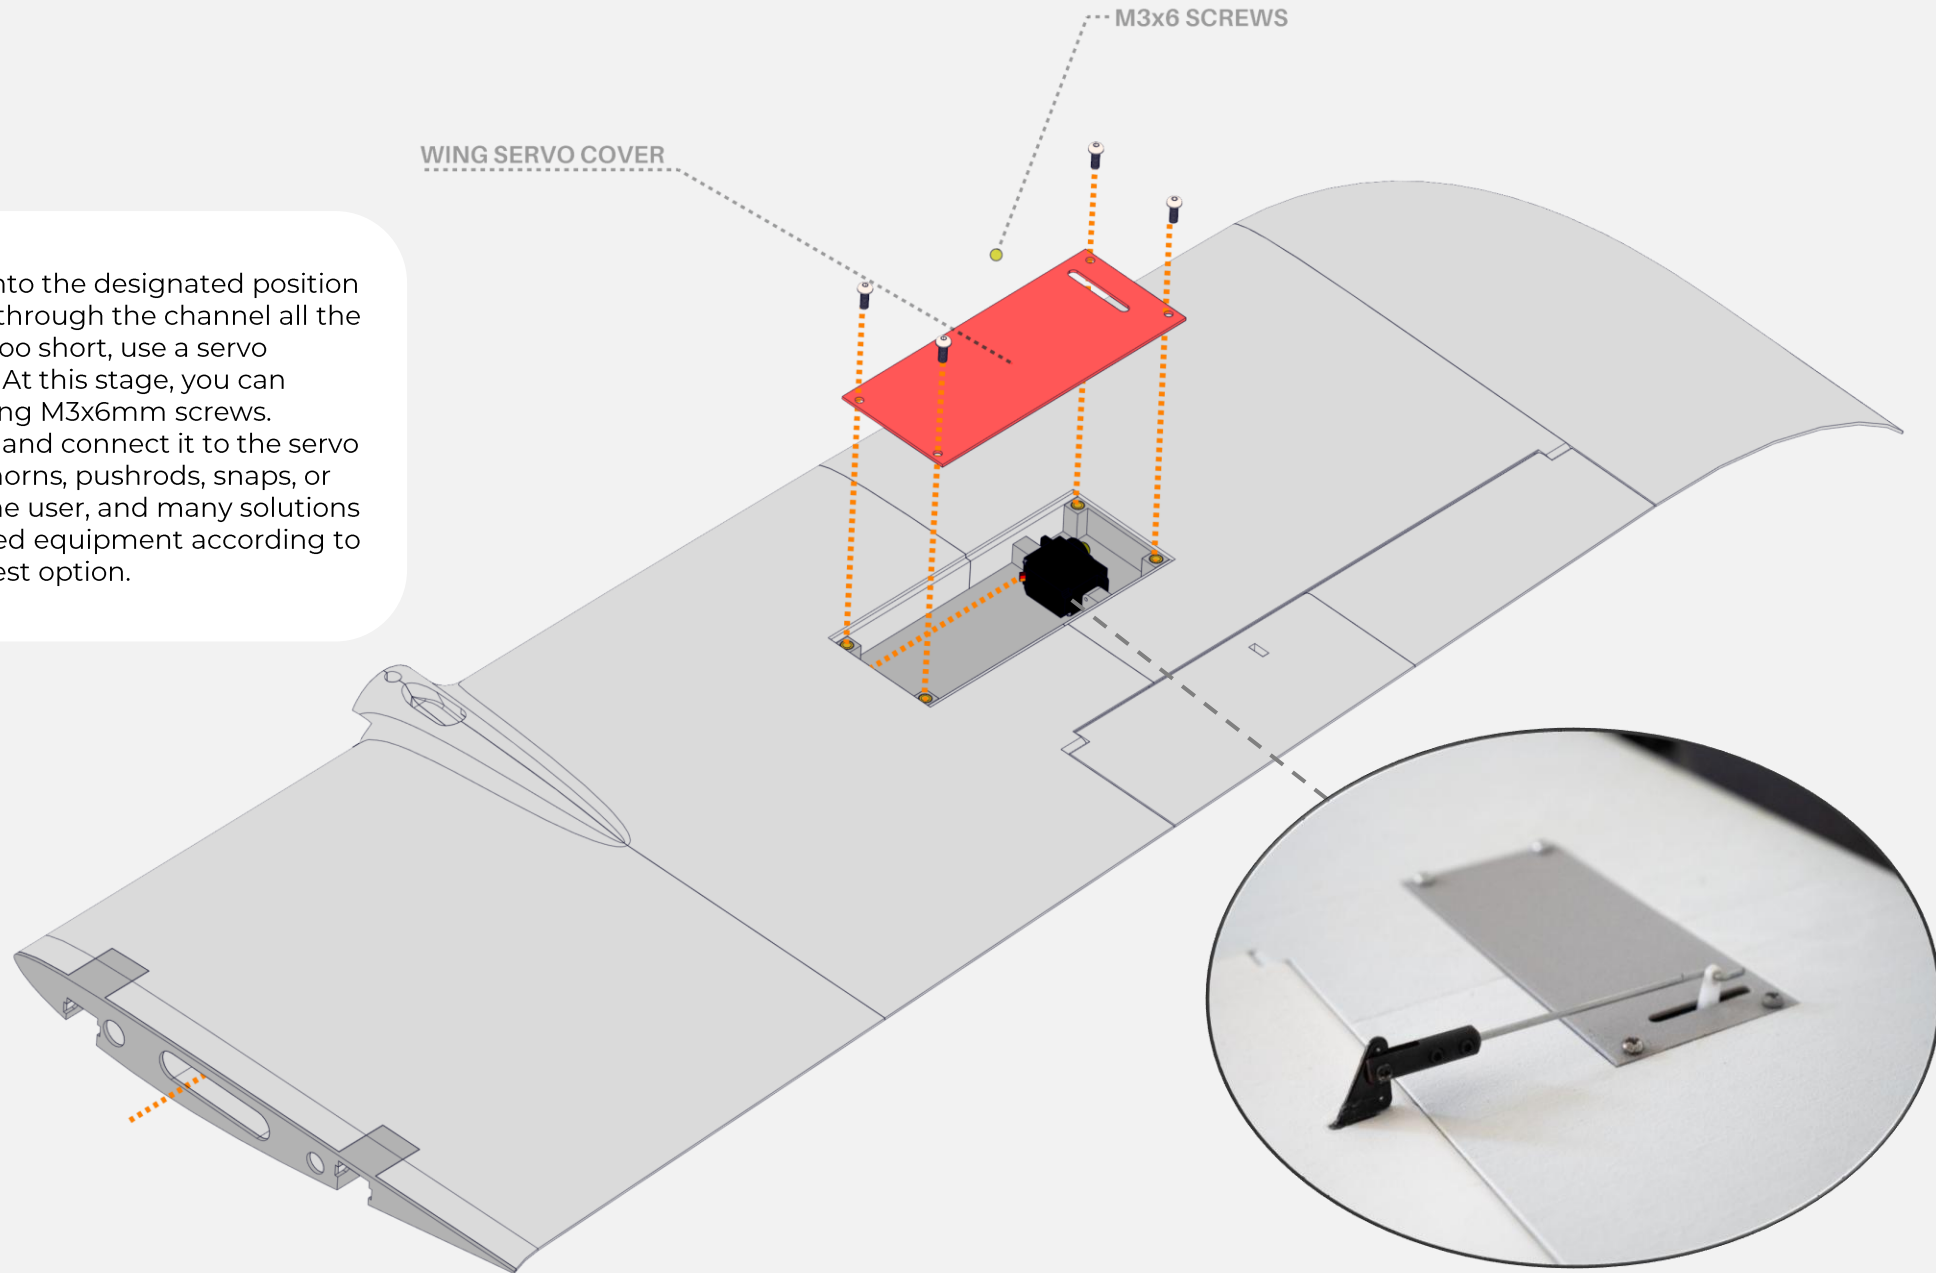 M3x6 SCREWS
WING SERVO COVER
nto the designated position
through the channel all the
oo short, use a servo
At this stage, you can
ng M3x6mm screws.
and connect it to the servo
horns, pushrods, snaps, or
he user, and many solutions
ed equipment according to
est option.